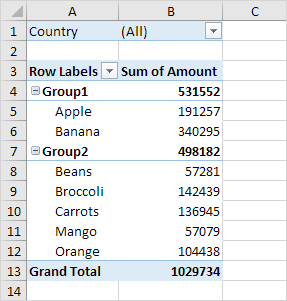 A B C
1 Country (All)
2
3 Row Labels Sum of Amount
4 Group1 531552
5 Apple 191257
6 Banana 340295
7 Group2 498182
8 Beans 57281
9 Broccoli 142439
10 Carrots 136945
11 Mango 57079
12 Orange 104438
13 Grand Total 1029734
14